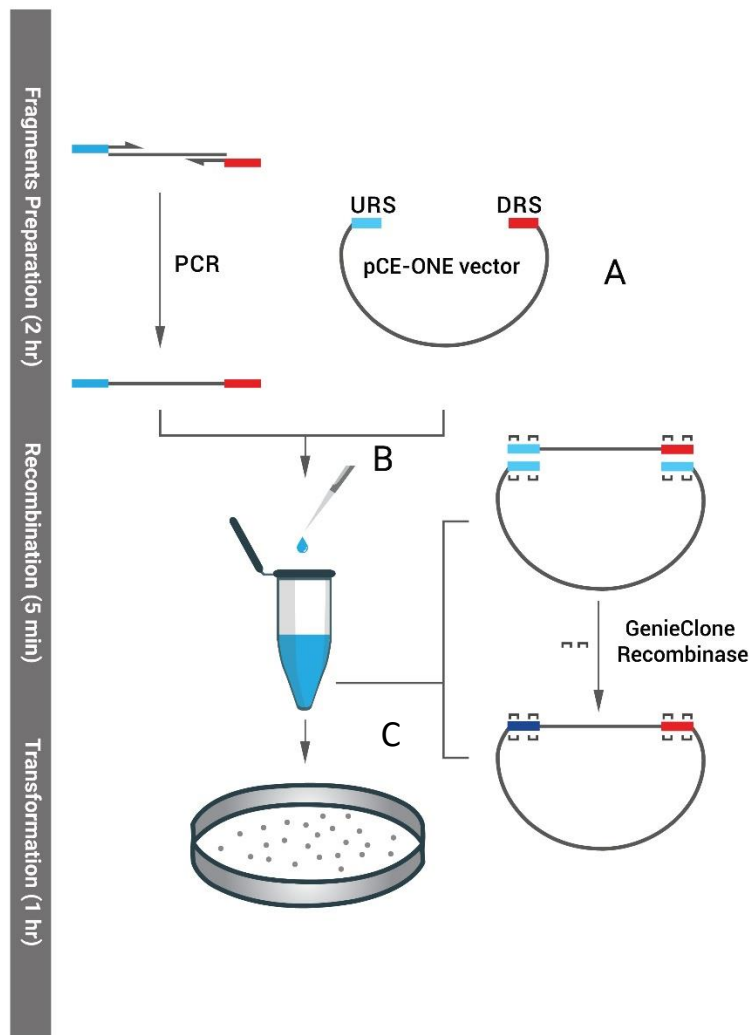 Fragments Preparation (2 hr)
Recombination (5 min)
Transformation (1 hr)
PCR
URS
DRS
pCE-ONE vector
A
B
GenieClone
Recombinase
C